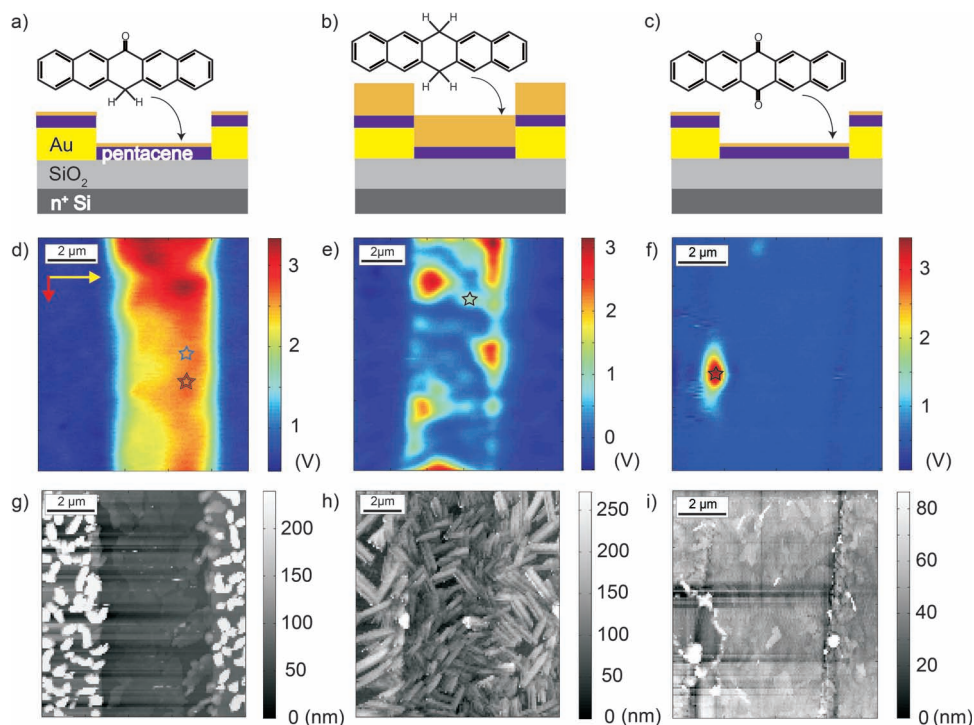 a)
b)
c)
O
H H
H H
H H
O
O
Au
pentacene
SiO2
n+ Si
d)
2 µm
3
2
1
(V)
e)
2µm
3
2
1
0
(V)
f)
2 µm
3
2
1
(V)
g)
2 µm
200
150
100
50
0 (nm)
h)
2 µm
250
200
150
100
50
0 (nm)
i)
2 µm
80
60
40
20
0 (nm)